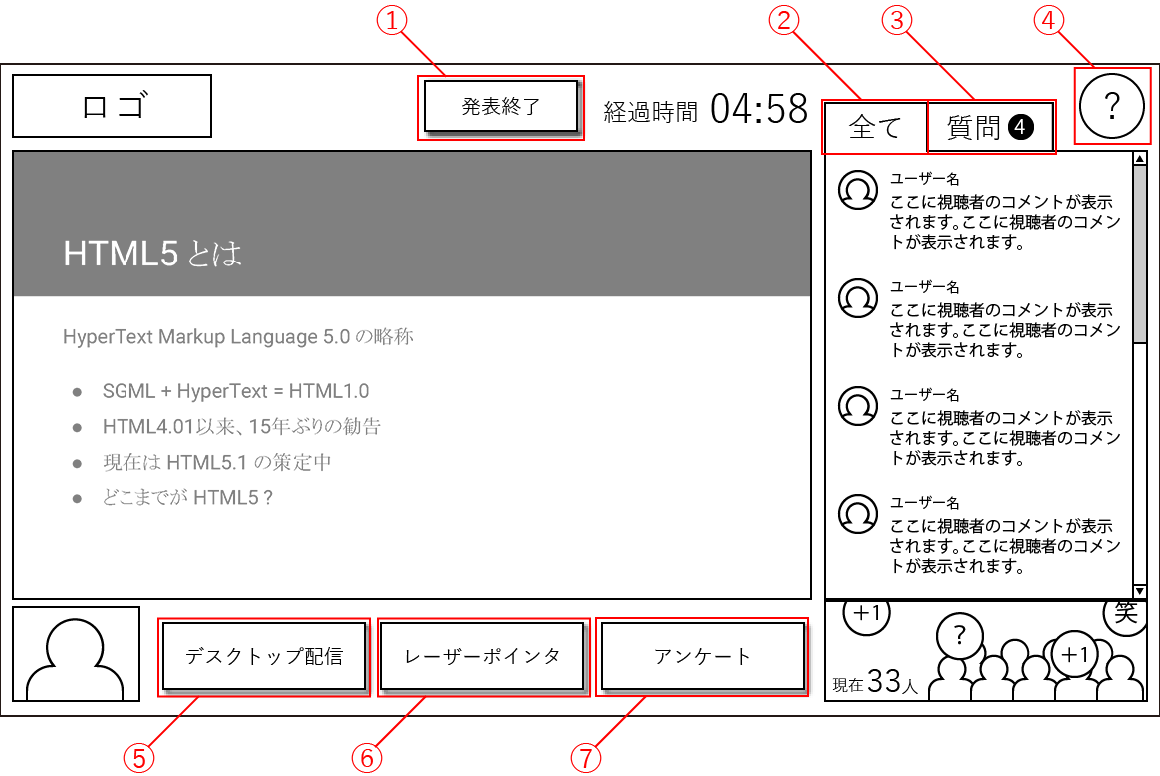 ① ② ③ ④
ロゴ
発表終了
経過時間 04:58
全て
質問 4
?
HTML5 とは
HyperText Markup Language 5.0 の略称
● SGML + HyperText = HTML1.0
● HTML4.01以来、15年ぶりの勧告
● 現在は HTML5.1 の策定中
● どこまでが HTML5 ?
ユーザー名
ここに視聴者のコメントが表示
されます。ここに視聴者のコメン
トが表示されます。
ユーザー名
ここに視聴者のコメントが表示
されます。ここに視聴者のコメン
トが表示されます。
ユーザー名
ここに視聴者のコメントが表示
されます。ここに視聴者のコメン
トが表示されます。
ユーザー名
ここに視聴者のコメントが表示
されます。ここに視聴者のコメン
トが表示されます。
デスクトップ配信
レーザーポインタ
アンケート
+1
?
+1
笑
現在33人
⑤ ⑥ ⑦